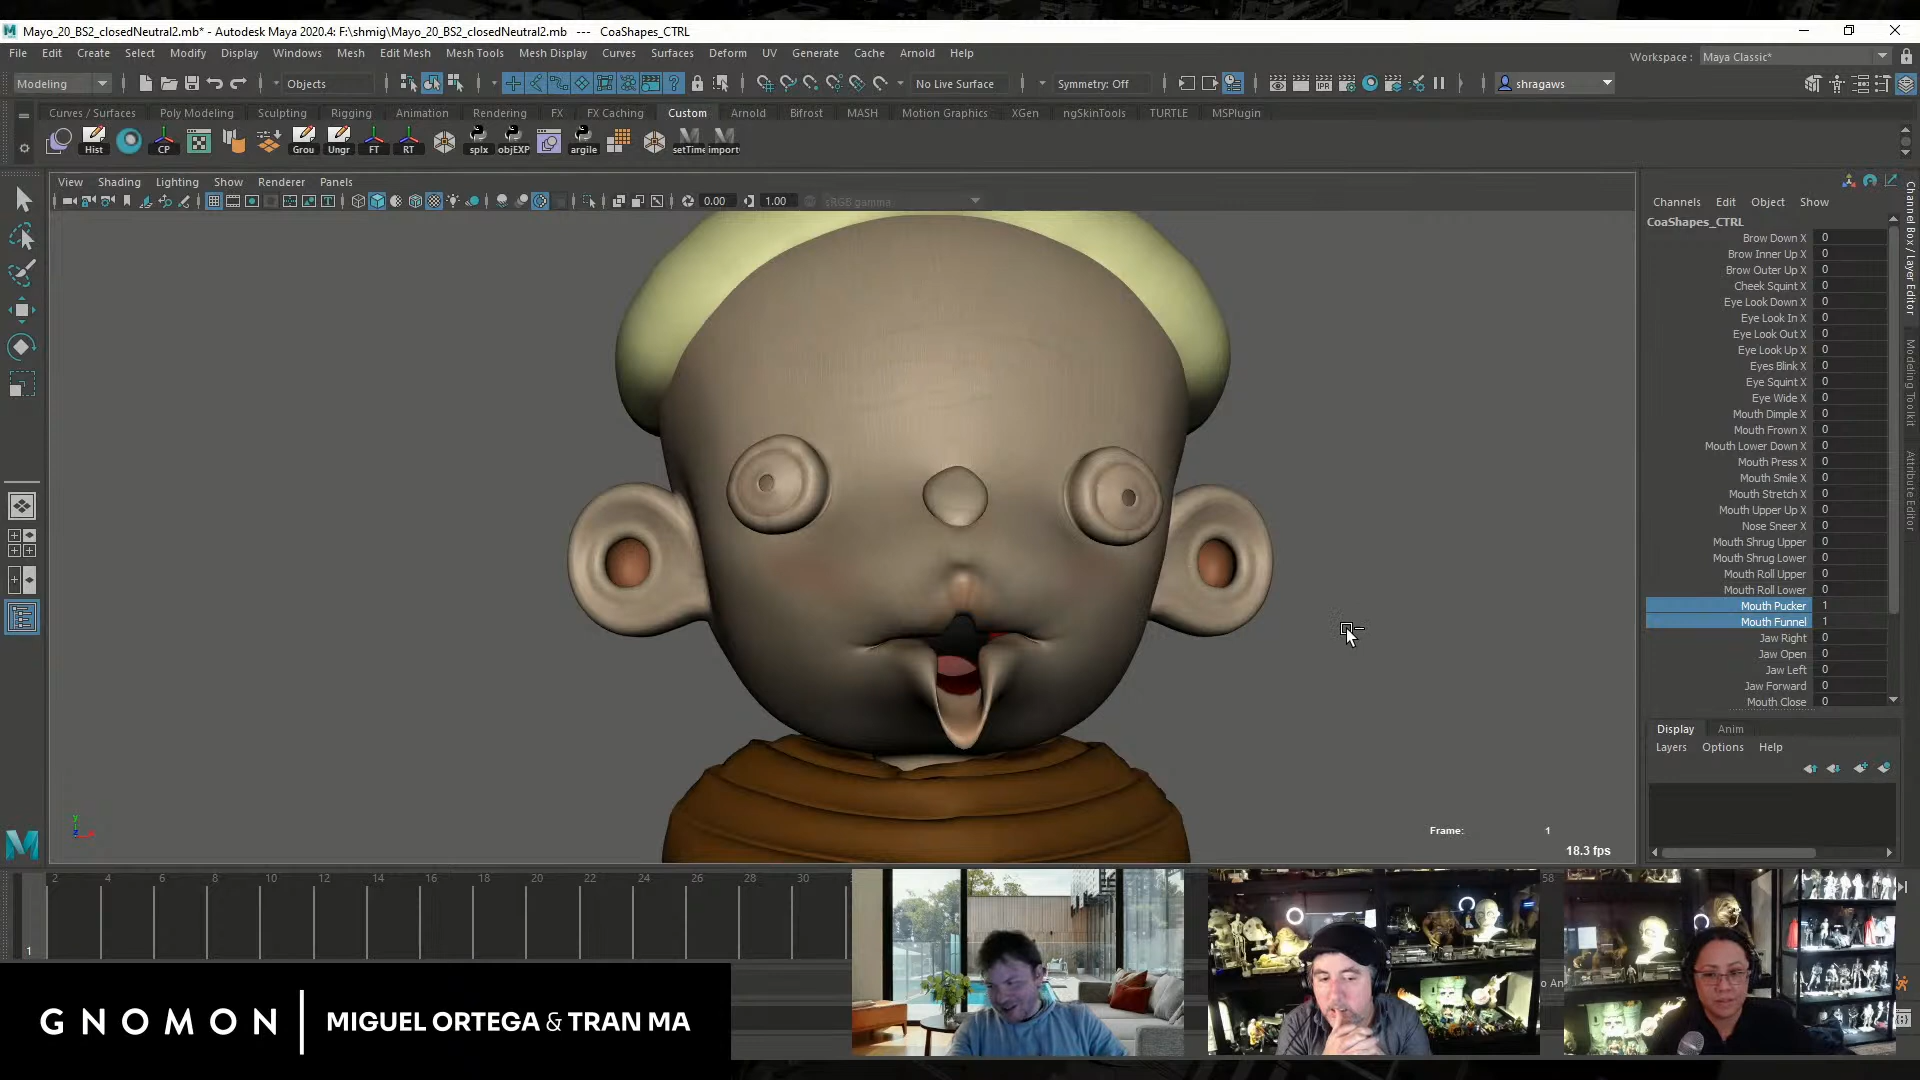 Mayo_20_BS2_closedNeutral2.mb* - Autodesk Maya 2020.4: F:\shmig\Mayo_20_BS2_closedNeutral2.mb --- CoaShapes_CTRL
File Edit Create Select Modify Display Windows Mesh Edit Mesh Mesh Tools Mesh Display Curves Surfaces Deform UV Generate Cache Arnold Help
Workspace : Maya Classic*
Modeling Objects No Live Surface Symmetry: Off shragaws
Curves / Surfaces Poly Modeling Sculpting Rigging Animation Rendering FX FX Caching Custom Arnold Bifrost MASH Motion Graphics XGen ngSkinTools TURTLE MSPlugin
Hist CP Grou Ungr FT RT splx objEXP argile setTime import
View Shading Lighting Show Renderer Panels
0.00 1.00 sRGB gamma
Channels Edit Object Show
CoaShapes_CTRL
Brow Down X 0
Brow Inner Up X 0
Brow Outer Up X 0
Cheek Squint X 0
Eye Look Down X 0
Eye Look In X 0
Eye Look Out X 0
Eye Look Up X 0
Eyes Blink X 0
Eye Squint X 0
Eye Wide X 0
Mouth Dimple X 0
Mouth Frown X 0
Mouth Lower Down X 0
Mouth Press X 0
Mouth Smile X 0
Mouth Stretch X 0
Mouth Upper Up X 0
Nose Sneer X 0
Mouth Shrug Upper 0
Mouth Shrug Lower 0
Mouth Roll Upper 0
Mouth Roll Lower 0
Mouth Pucker 1
Mouth Funnel 1
Jaw Right 0
Jaw Open 0
Jaw Left 0
Jaw Forward 0
Mouth Close 0
Channel Box / Layer Editor
Modeling Toolkit
Attribute Editor
Display Anim
Layers Options Help
Frame: 1
18.3 fps
2 4 6 8 10 12 14 16 18 20 22 24 26 28 30 58
1
GNOMON | MIGUEL ORTEGA & TRAN MA